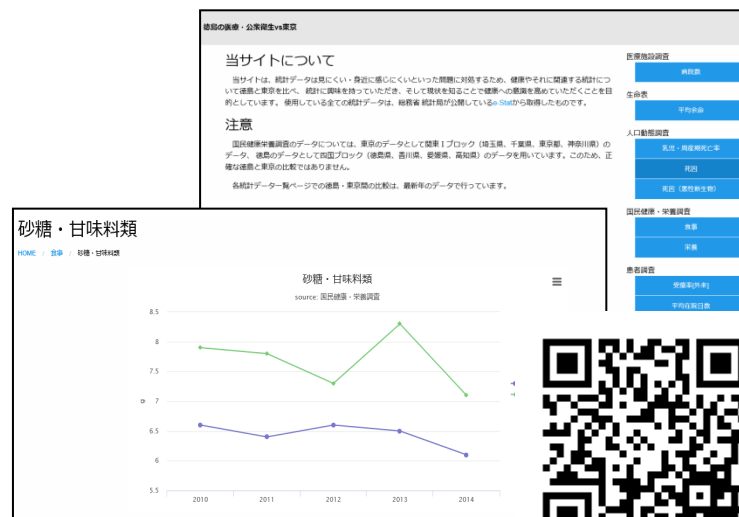 徳島の医療・公衆衛生vs東京
当サイトについて
当サイトは、統計データは見にくい・身近に感じにくいといった問題に対処するため、健康やそれに関連する統計につ
いて徳島と東京を比べ、統計に興味を持っていただき、そして現状を知ることで健康への意識を高めていただくことを目
的としています。 使用している全ての統計データは、総務省 統計局が公開しているe-Statから取得したものです。
注意
国民健康栄養調査のデータについては、東京のデータとして関東Ⅰブロック（埼玉県、千葉県、東京都、神奈川県）の
データ、 徳島のデータとして四国ブロック（徳島県、香川県、愛媛県、高知県）のデータを用いています。このため、正
確な徳島と東京の比較ではありません。
各統計データ一覧ページでの徳島・東京間の比較は、最新年のデータで行っています。
医療施設調査
病院数
生命表
平均余命
人口動態調査
乳児・周産期死亡率
死因
死因（悪性新生物）
国民健康・栄養調査
食事
栄養
患者調査
受療率[外来]
平均在院日数
砂糖・甘味料類
HOME / 食事 / 砂糖・甘味料類
砂糖・甘味料類
source: 国民健康・栄養調査
8.5
8
7.5
g
7
6.5
6
5.5
2010 2011 2012 2013 2014